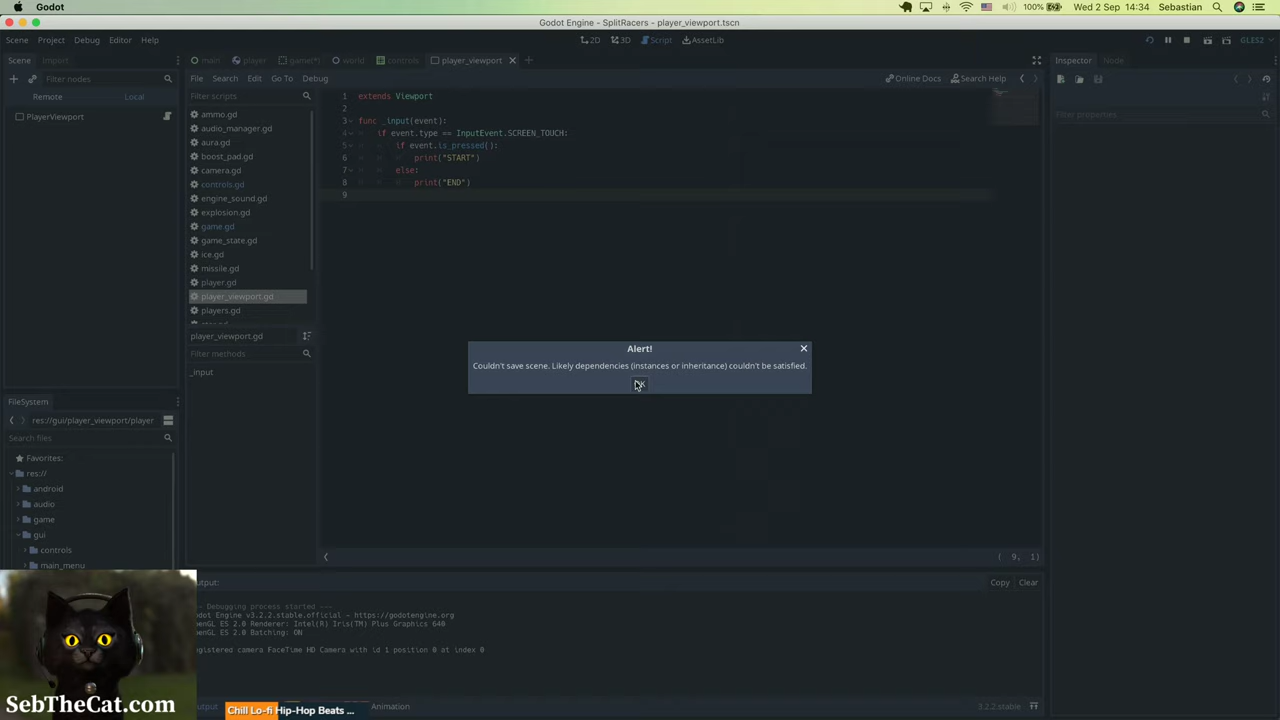 Godot
100%
Wed 2 Sep
14:34
Sebastian
Godot Engine - SplitRacers - player_viewport.tscn
Scene
Project
Debug
Editor
Help
2D
3D
Script
AssetLib
GLES2
Scene
Import
main
player
game(*)
world
controls
player_viewport
Inspector
Node
Filter nodes
File
Search
Edit
Go To
Debug
Online Docs
Search Help
Remote
Local
Filter scripts
Filter properties
PlayerViewport
ammo.gd
audio_manager.gd
aura.gd
boost_pad.gd
camera.gd
controls.gd
engine_sound.gd
explosion.gd
game.gd
game_state.gd
ice.gd
missile.gd
player.gd
player_viewport.gd
players.gd
1 extends Viewport
2
3 func _input(event):
4 if event.type == InputEvent.SCREEN_TOUCH:
5 if event.is_pressed():
6 print("START")
7 else:
8 print("END")
9
player_viewport.gd
Filter methods
_input
Alert!
Couldn't save scene. Likely dependencies (instances or inheritance) couldn't be satisfied.
FileSystem
res://gui/player_viewport/player
Search files
Favorites:
res://
android
audio
game
gui
controls
main_menu
( 9, 1)
utput:
Copy
Clear
-- Debugging process started ---
odot Engine v3.2.2.stable.official - https://godotengine.org
penGL ES 2.0 Renderer: Intel(R) Iris(TM) Plus Graphics 640
penGL ES 2.0 Batching: ON
egistered camera FaceTime HD Camera with id 1 position 0 at index 0
utput
Animation
3.2.2.stable
SebTheCat.com
Chill Lo-fi Hip-Hop Beats ...